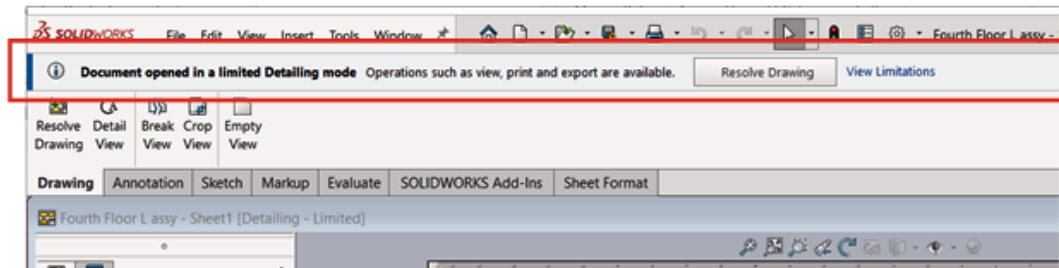 SOLIDWORKS File Edit View Insert Tools Window Fourth Floor L assy -
Document opened in a limited Detailing mode Operations such as view, print and export are available. Resolve Drawing View Limitations
Resolve Detail Break Crop Empty
Drawing View View View View
Drawing Annotation Sketch Markup Evaluate SOLIDWORKS Add-Ins Sheet Format
Fourth Floor L assy - Sheet1 [Detailing - Limited]